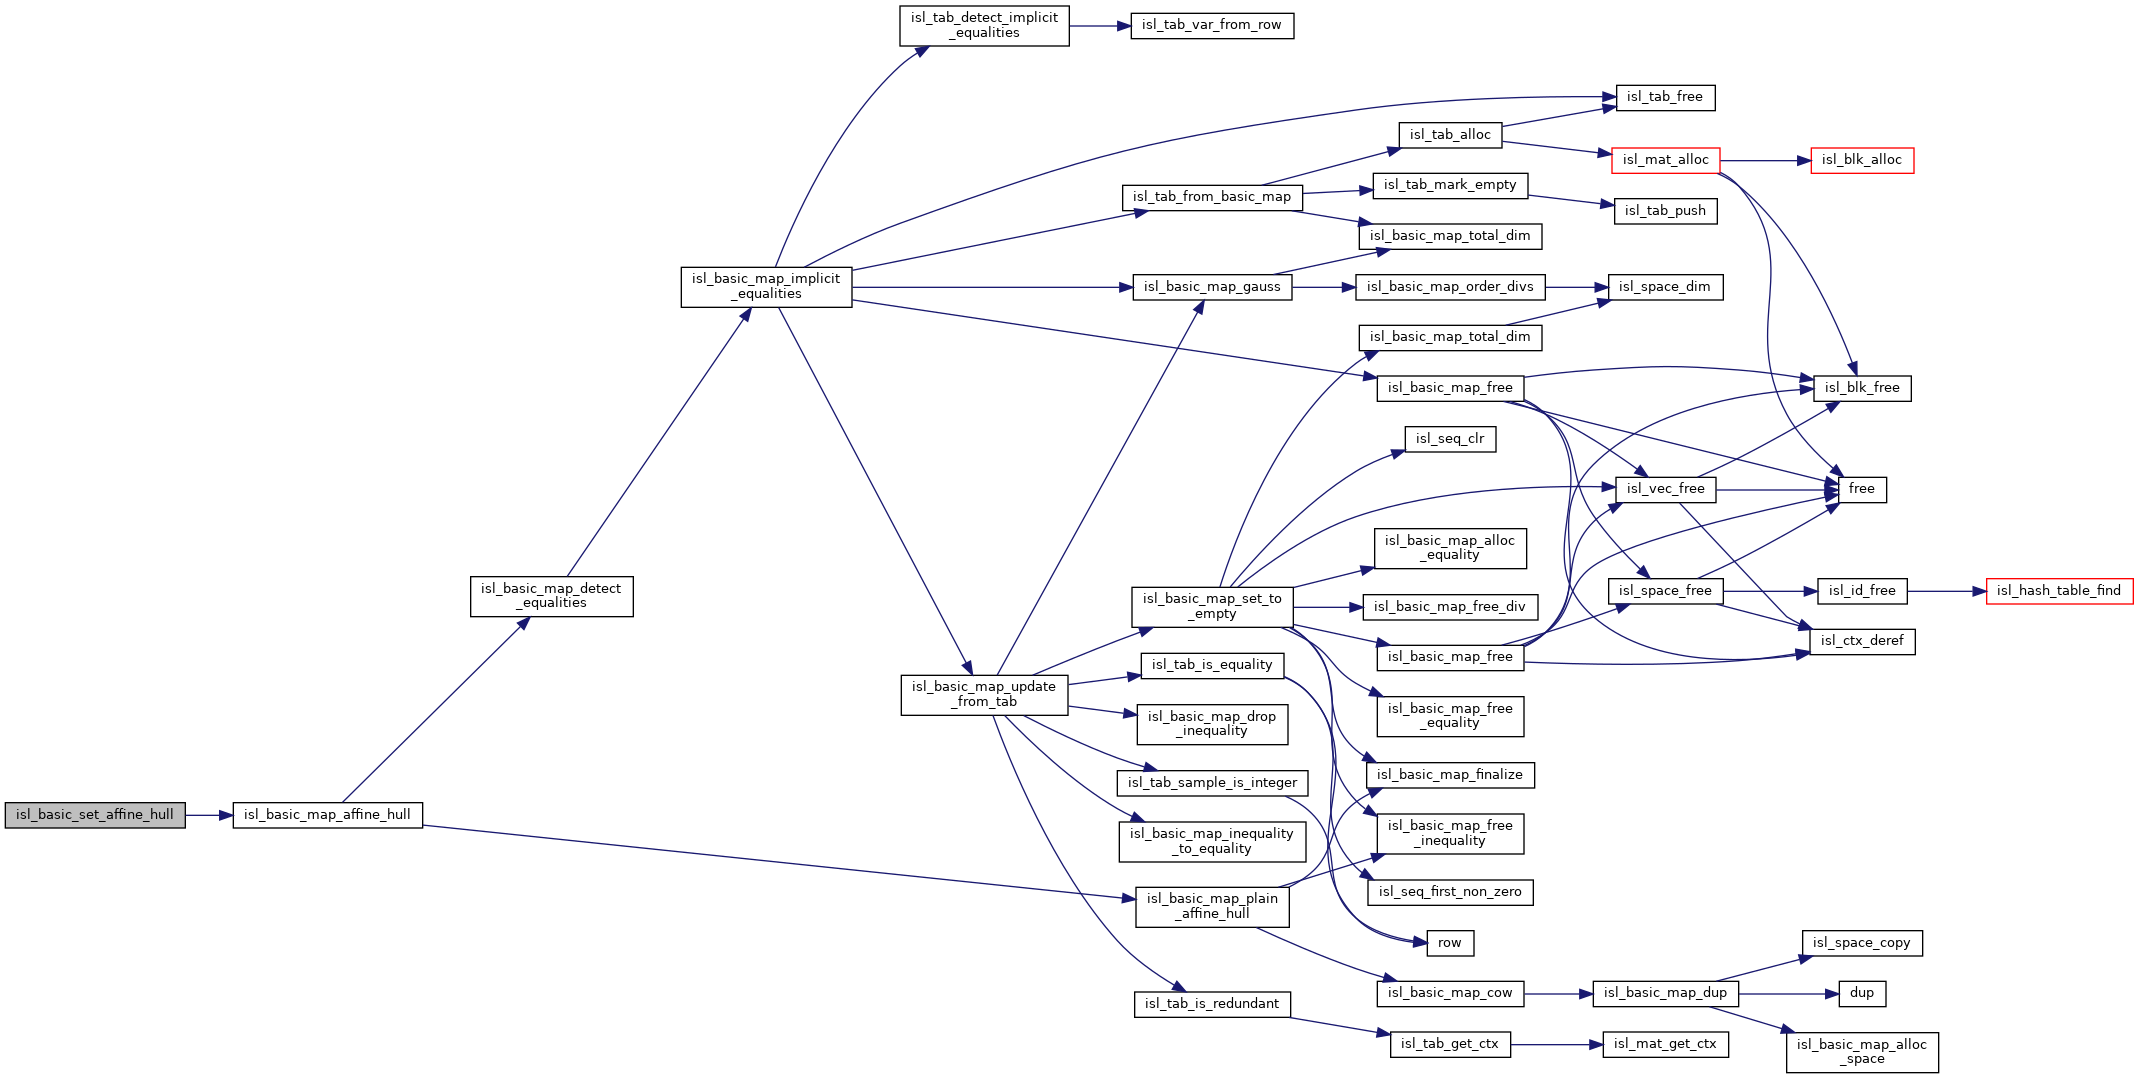 isl_basic_set_affine_hull
isl_basic_map_affine_hull
isl_basic_map_detect
_equalities
isl_basic_map_implicit
_equalities
isl_basic_map_update
_from_tab
isl_tab_detect_implicit
_equalities
isl_tab_var_from_row
isl_tab_from_basic_map
isl_basic_map_gauss
isl_basic_map_set_to
_empty
isl_tab_is_equality
isl_basic_map_drop
_inequality
isl_tab_sample_is_integer
isl_basic_map_inequality
_to_equality
isl_basic_map_plain
_affine_hull
isl_tab_is_redundant
isl_tab_alloc
isl_tab_mark_empty
isl_basic_map_total_dim
isl_basic_map_order_divs
isl_basic_map_total_dim
isl_basic_map_free
isl_seq_clr
isl_basic_map_alloc
_equality
isl_basic_map_free_div
isl_basic_map_free
isl_basic_map_free
_equality
isl_basic_map_finalize
isl_basic_map_free
_inequality
isl_seq_first_non_zero
row
isl_basic_map_cow
isl_tab_get_ctx
isl_tab_free
isl_mat_alloc
isl_tab_push
isl_space_dim
isl_vec_free
isl_space_free
isl_basic_map_dup
isl_mat_get_ctx
isl_blk_alloc
isl_blk_free
free
isl_id_free
isl_ctx_deref
isl_space_copy
dup
isl_basic_map_alloc
_space
isl_hash_table_find